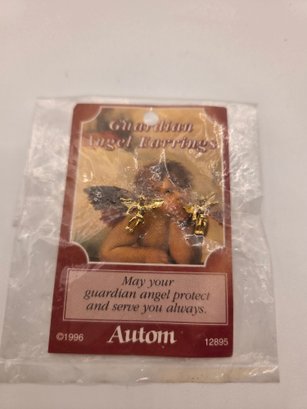 Guardian
Angel Earrings
May your
guardian angel protect
and serve you always.
©1996 Autom 12895